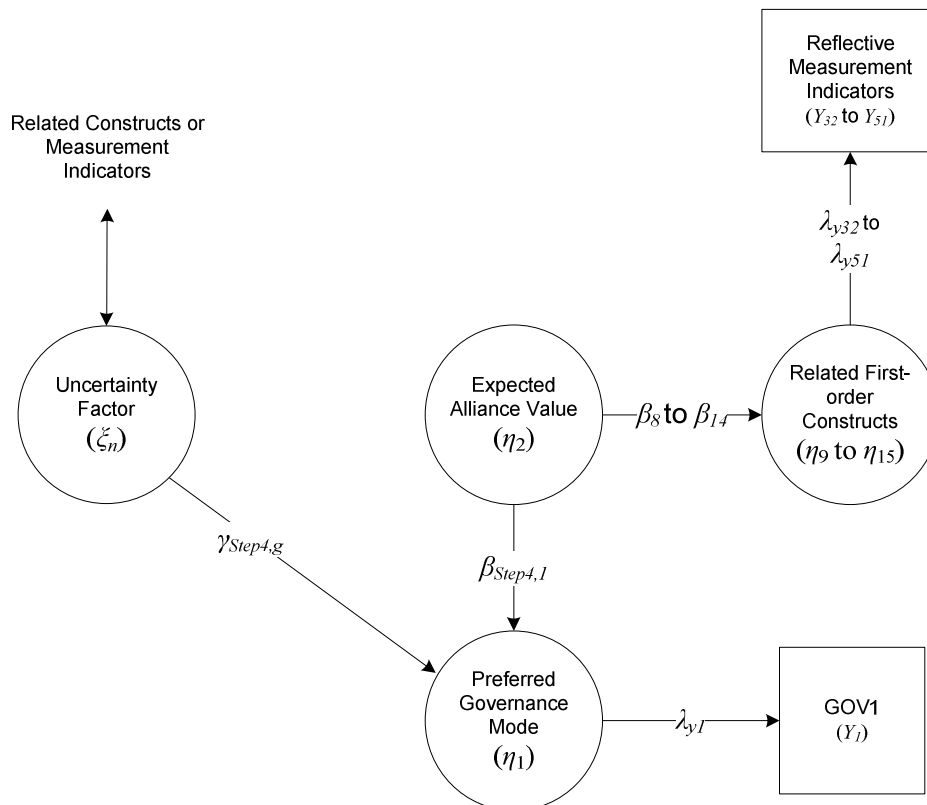 Reflective
Measurement
Indicators
(Y32 to Y51)
Related Constructs or
Measurement
Indicators
λy32 to
λy51
Uncertainty
Factor
(ξn)
Expected
Alliance Value
(η2)
β8 to β14
Related First-
order
Constructs
(η9 to η15)
γStep4,g
βStep4,1
Preferred
Governance
Mode
(η1)
λy1
GOV1
(Y1)